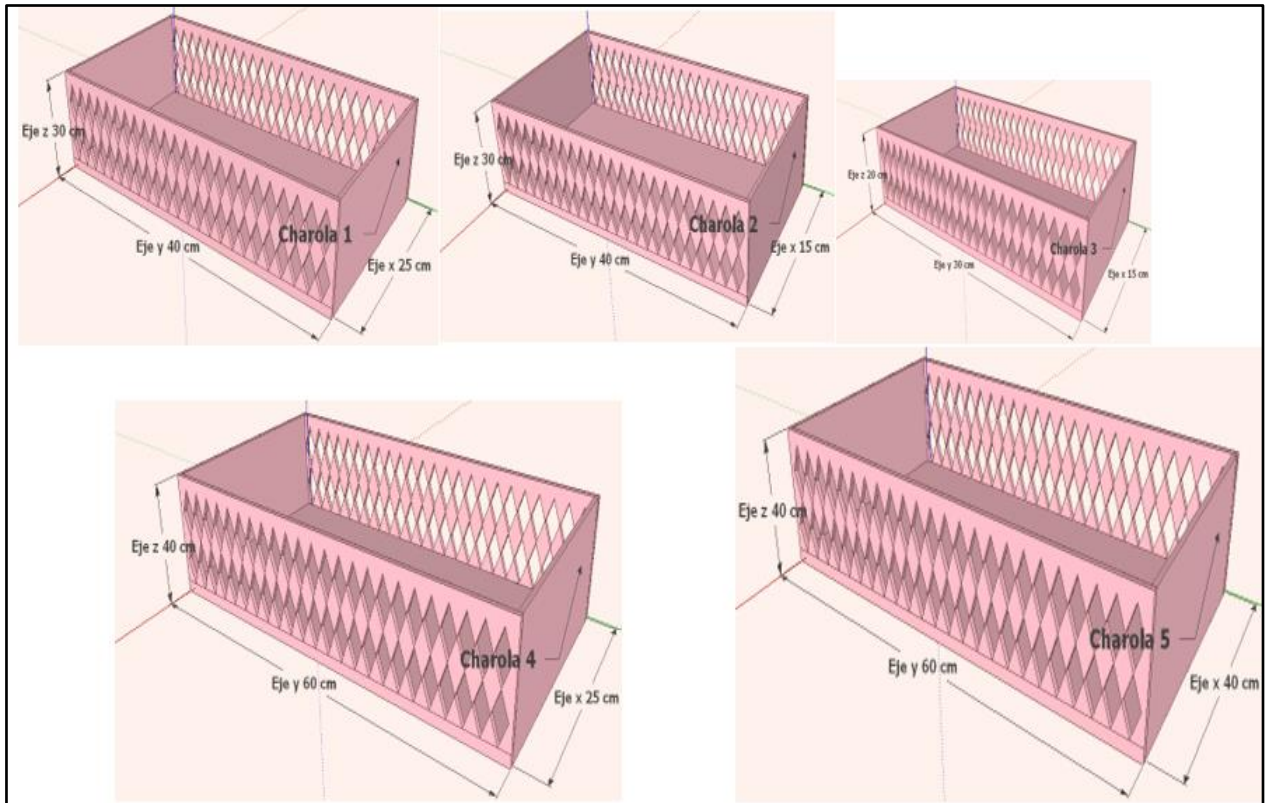 Eje z 30 cm
Charola 1
Eje y 40 cm
Eje x 25 cm
Eje z 30 cm
Charola 2
Eje y 40 cm
Eje x 15 cm
Eje z 20 cm
Charola 3
Eje y 30 cm
Eje x 15 cm
Eje z 40 cm
Charola 4
Eje y 60 cm
Eje x 25 cm
Eje z 40 cm
Charola 5
Eje y 60 cm
Eje x 40 cm